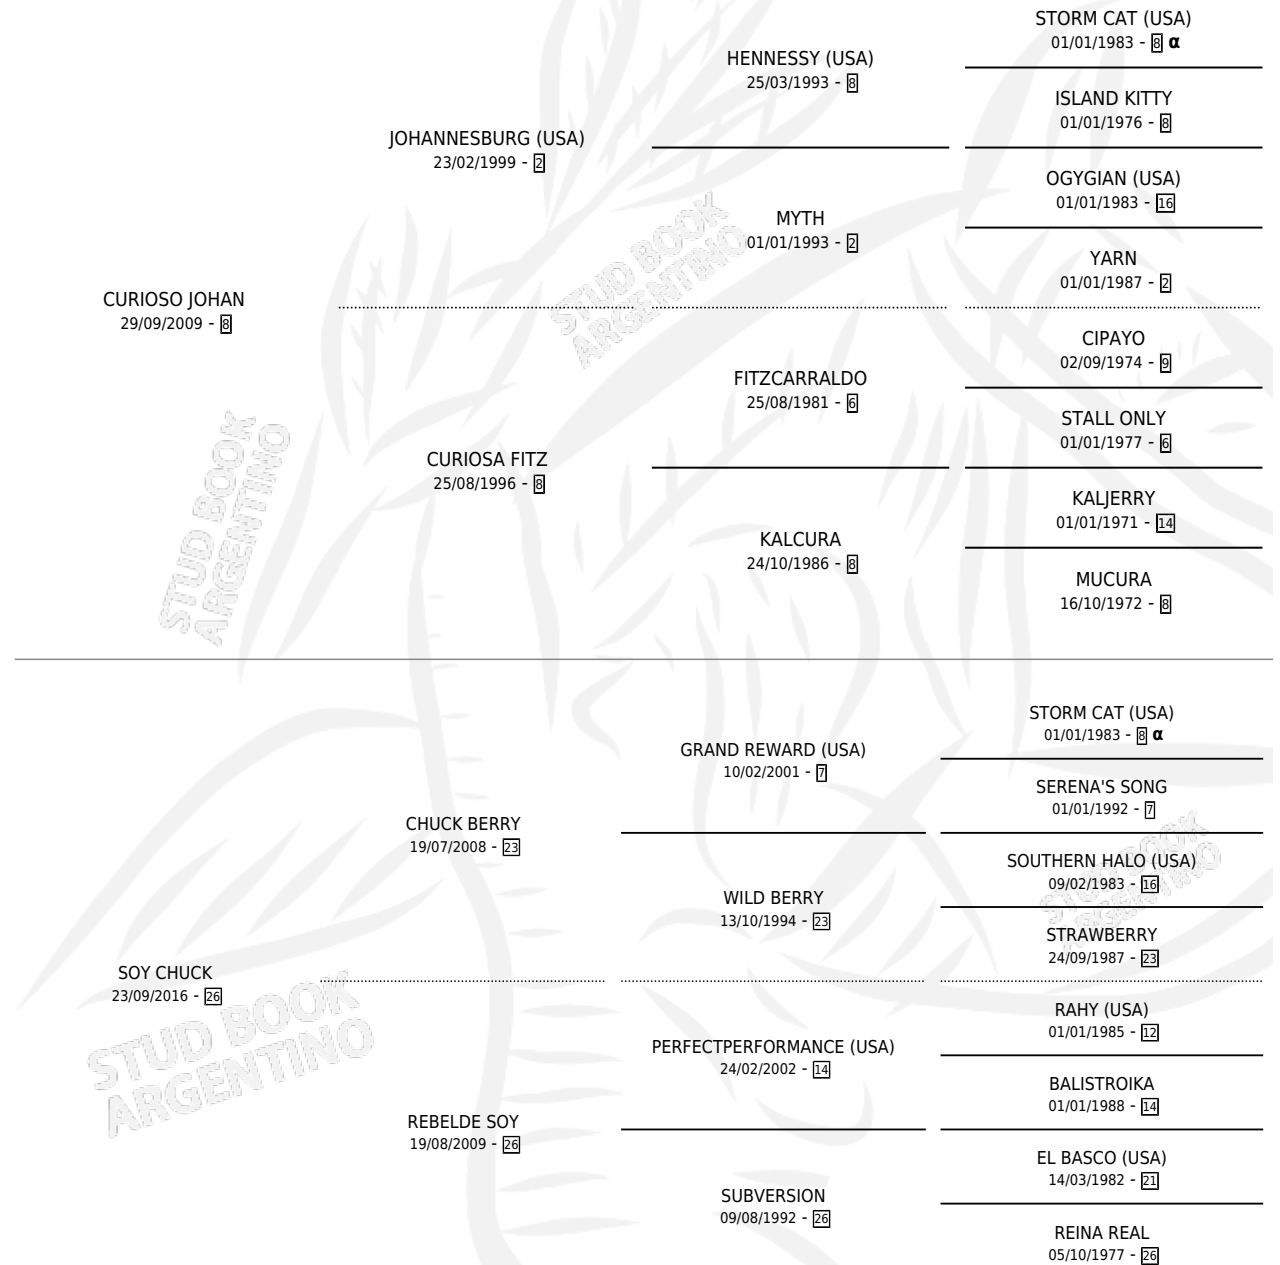 STORM CAT (USA)
01/01/1983 - 8 α
HENNESSY (USA)
25/03/1993 - 8
ISLAND KITTY
01/01/1976 - 8
JOHANNESBURG (USA)
23/02/1999 - 2
OGYGIAN (USA)
01/01/1983 - 16
MYTH
01/01/1993 - 2
YARN
01/01/1987 - 2
CURIOSO JOHAN
29/09/2009 - 8
CIPAYO
02/09/1974 - 9
FITZCARRALDO
25/08/1981 - 6
STALL ONLY
01/01/1977 - 6
CURIOSA FITZ
25/08/1996 - 8
KALJERRY
01/01/1971 - 14
KALCURA
24/10/1986 - 8
MUCURA
16/10/1972 - 8
STORM CAT (USA)
01/01/1983 - 8 α
GRAND REWARD (USA)
10/02/2001 - 7
SERENA'S SONG
01/01/1992 - 7
CHUCK BERRY
19/07/2008 - 23
SOUTHERN HALO (USA)
09/02/1983 - 16
WILD BERRY
13/10/1994 - 23
STRAWBERRY
24/09/1987 - 23
SOY CHUCK
23/09/2016 - 26
RAHY (USA)
01/01/1985 - 12
PERFECTPERFORMANCE (USA)
24/02/2002 - 14
BALISTROIKA
01/01/1988 - 14
REBELDE SOY
19/08/2009 - 26
EL BASCO (USA)
14/03/1982 - 21
SUBVERSION
09/08/1992 - 26
REINA REAL
05/10/1977 - 26
STUD BOOK
ARGENTINO
STUD BOOK
ARGENTINO
STUD BOOK
ARGENTINO
STUD BOOK
ARGENTINO